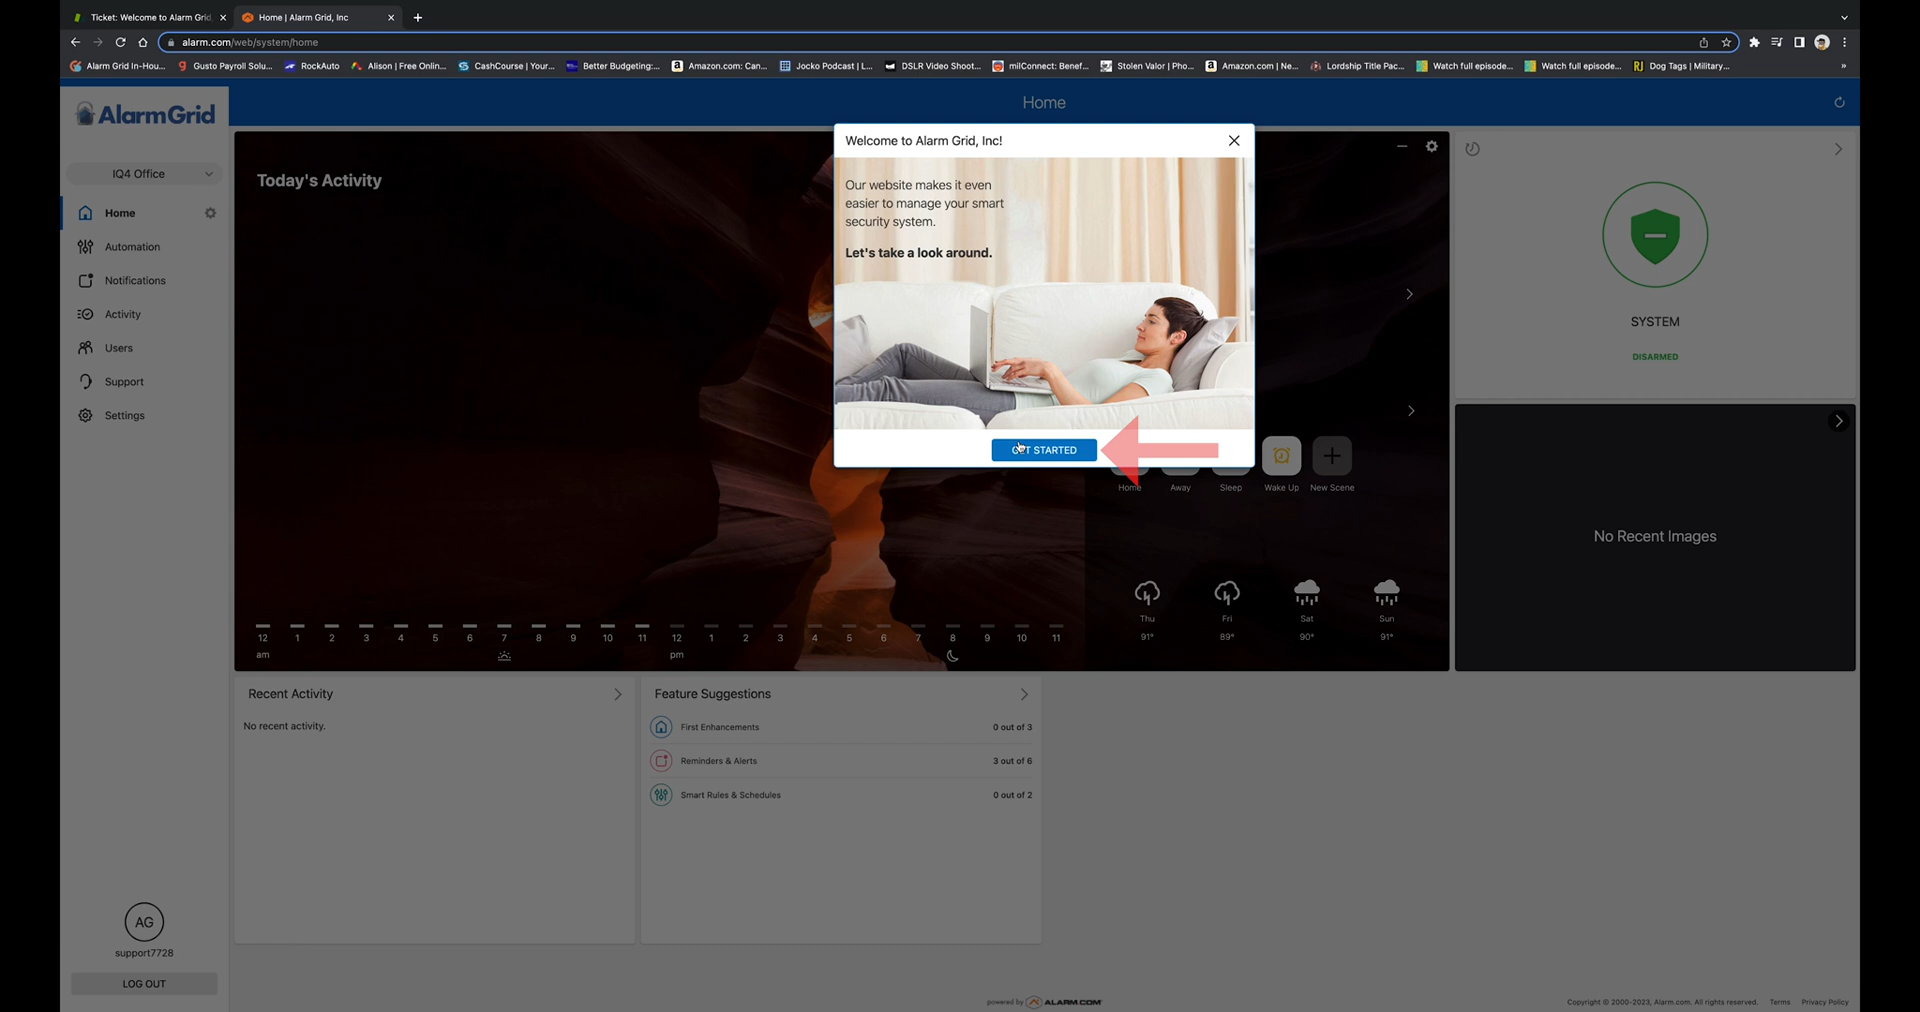 Ticket: Welcome to Alarm Grid,
Home | Alarm Grid, Inc
alarm.com/web/system/home
Alarm Grid In-Hou...
Gusto Payroll Solu...
RockAuto
Alison | Free Onlin...
CashCourse | Your...
Better Budgeting:...
Amazon.com: Can...
Jocko Podcast | L...
DSLR Video Shoot...
milConnect: Benef...
Stolen Valor | Pho...
Amazon.com | Ne...
Lordship Title Pac...
Watch full episode...
Watch full episode...
Dog Tags | Military...
AlarmGrid
IQ4 Office
Home
Automation
Notifications
Activity
Users
Support
Settings
AG
support7728
LOG OUT
Home
Today's Activity
Welcome to Alarm Grid, Inc!
Our website makes it even
easier to manage your smart
security system.
Let's take a look around.
GET STARTED
Home Away Sleep Wake Up New Scene
Thu Fri Sat Sun
91° 89° 90° 91°
12 1 2 3 4 5 6 7 8 9 10 11 12 1 2 3 4 5 6 7 8 9 10 11
am pm
SYSTEM
DISARMED
No Recent Images
Recent Activity
No recent activity.
Feature Suggestions
First Enhancements 0 out of 3
Reminders & Alerts 3 out of 6
Smart Rules & Schedules 0 out of 2
powered by ALARM.COM
Copyright © 2000-2023, Alarm.com. All rights reserved. Terms Privacy Policy